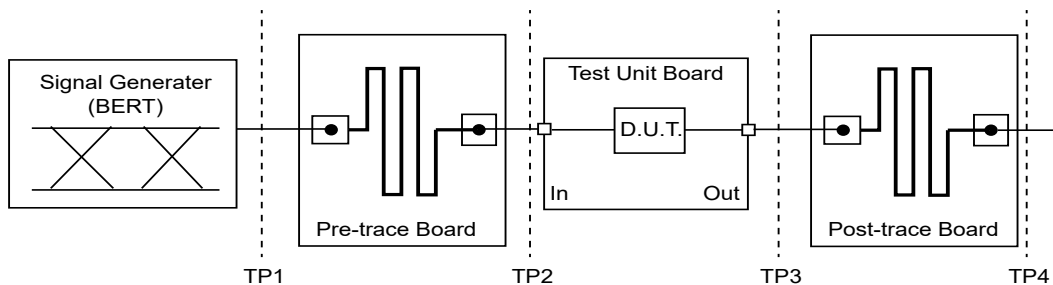 Signal Generater
(BERT)
Pre-trace Board
Test Unit Board
D.U.T.
In
Out
Post-trace Board
TP1
TP2
TP3
TP4